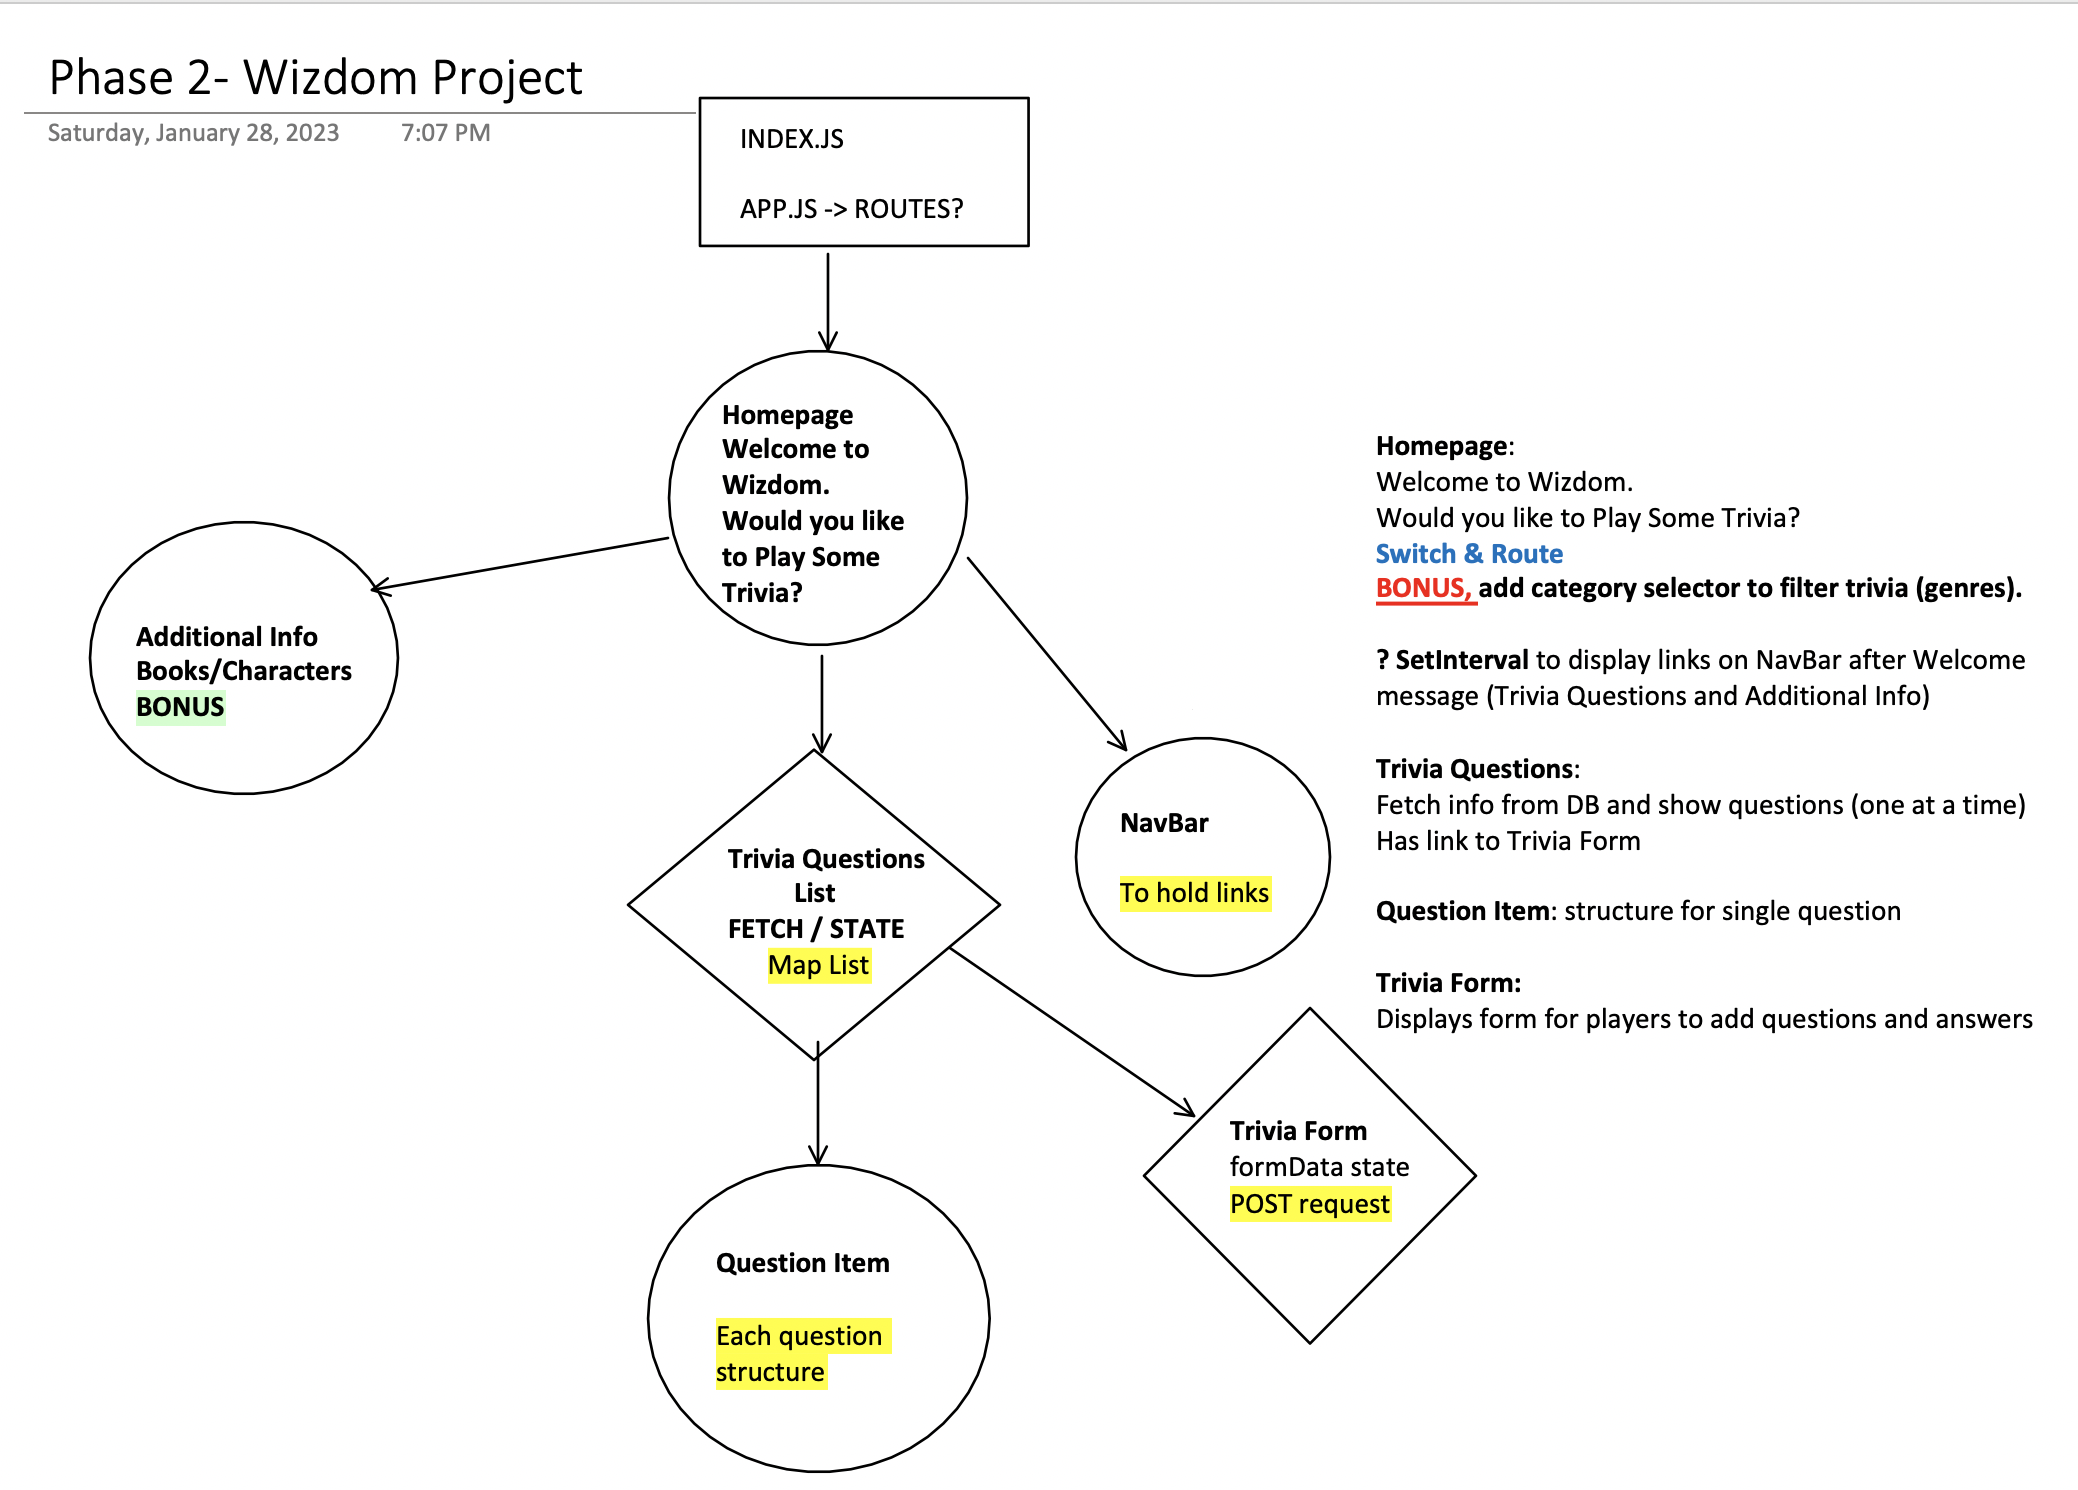 Phase 2- Wizdom Project
Saturday, January 28, 2023 7:07 PM
INDEX.JS
APP.JS -> ROUTES?
Homepage
Welcome to
Wizdom.
Would you like
to Play Some
Trivia?
Additional Info
Books/Characters
BONUS
Trivia Questions
List
FETCH / STATE
Map List
NavBar
To hold links
Question Item
Each question
structure
Trivia Form
formData state
POST request
Homepage:
Welcome to Wizdom.
Would you like to Play Some Trivia?
Switch & Route
BONUS, add category selector to filter trivia (genres).
? SetInterval to display links on NavBar after Welcome
message (Trivia Questions and Additional Info)
Trivia Questions:
Fetch info from DB and show questions (one at a time)
Has link to Trivia Form
Question Item: structure for single question
Trivia Form:
Displays form for players to add questions and answers